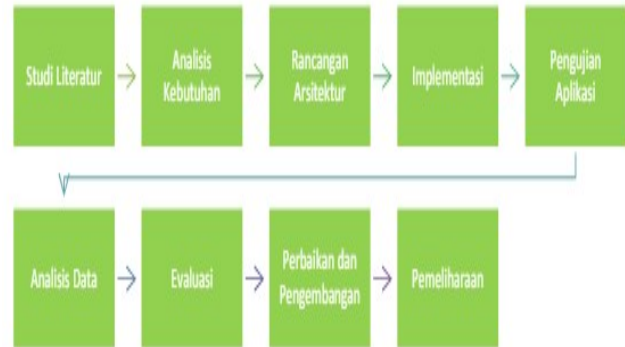 Studi Literatur
Analisis
Kebutuhan
Rancangan
Arsitektur
Implementasi
Pengujian
Aplikasi
Analisis Data
Evaluasi
Perbaikan dan
Pengembangan
Pemeliharaan